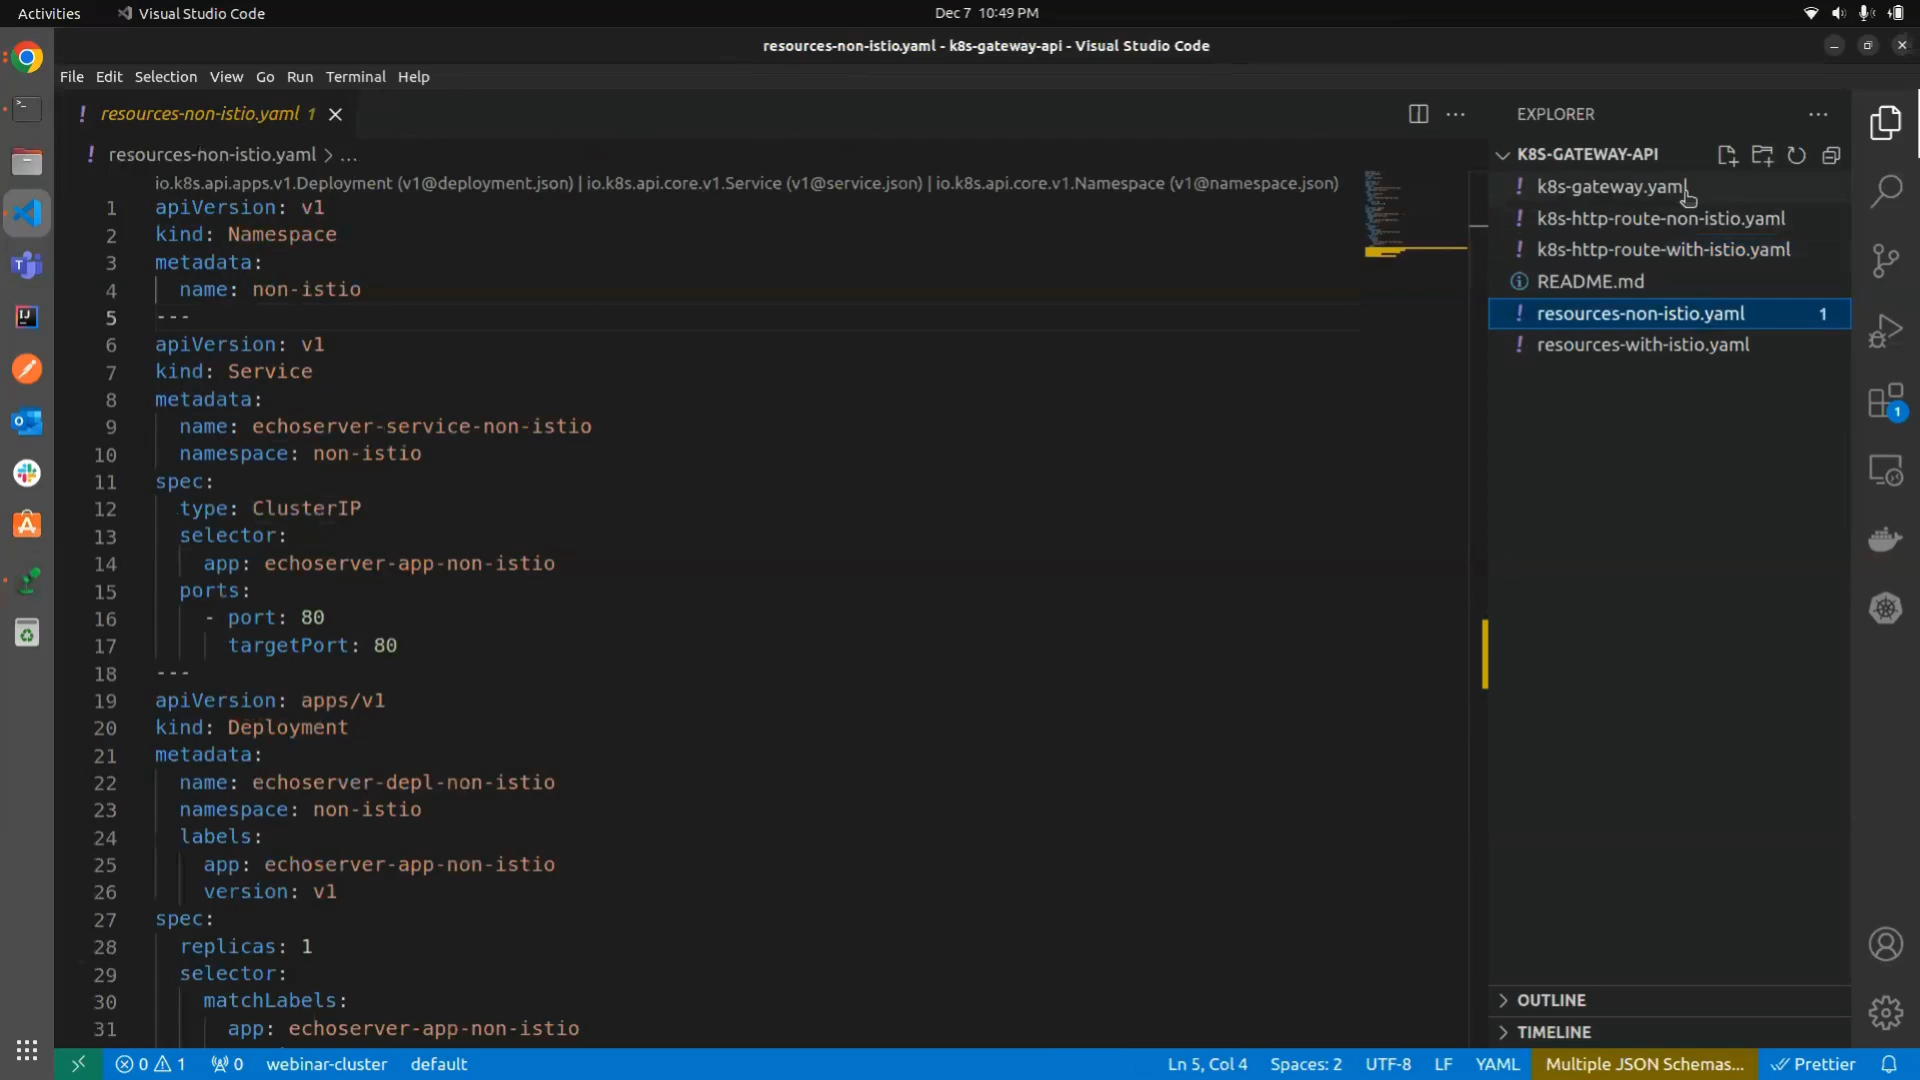 Activities
Visual Studio Code
Dec 7 10:49 PM
resources-non-istio.yaml - k8s-gateway-api - Visual Studio Code
File Edit Selection View Go Run Terminal Help
! resources-non-istio.yaml 1
! resources-non-istio.yaml > ...
io.k8s.api.apps.v1.Deployment (v1@deployment.json) | io.k8s.api.core.v1.Service (v1@service.json) | io.k8s.api.core.v1.Namespace (v1@namespace.json)
1 apiVersion: v1
2 kind: Namespace
3 metadata:
4 name: non-istio
5 ---
6 apiVersion: v1
7 kind: Service
8 metadata:
9 name: echoserver-service-non-istio
10 namespace: non-istio
11 spec:
12 type: ClusterIP
13 selector:
14 app: echoserver-app-non-istio
15 ports:
16 - port: 80
17 targetPort: 80
18 ---
19 apiVersion: apps/v1
20 kind: Deployment
21 metadata:
22 name: echoserver-depl-non-istio
23 namespace: non-istio
24 labels:
25 app: echoserver-app-non-istio
26 version: v1
27 spec:
28 replicas: 1
29 selector:
30 matchLabels:
31 app: echoserver-app-non-istio
EXPLORER
K8S-GATEWAY-API
! k8s-gateway.yaml
! k8s-http-route-non-istio.yaml
! k8s-http-route-with-istio.yaml
README.md
! resources-non-istio.yaml 1
! resources-with-istio.yaml
OUTLINE
TIMELINE
1
0 1 0 webinar-cluster default
Ln 5, Col 4 Spaces: 2 UTF-8 LF YAML Multiple JSON Schemas... Prettier